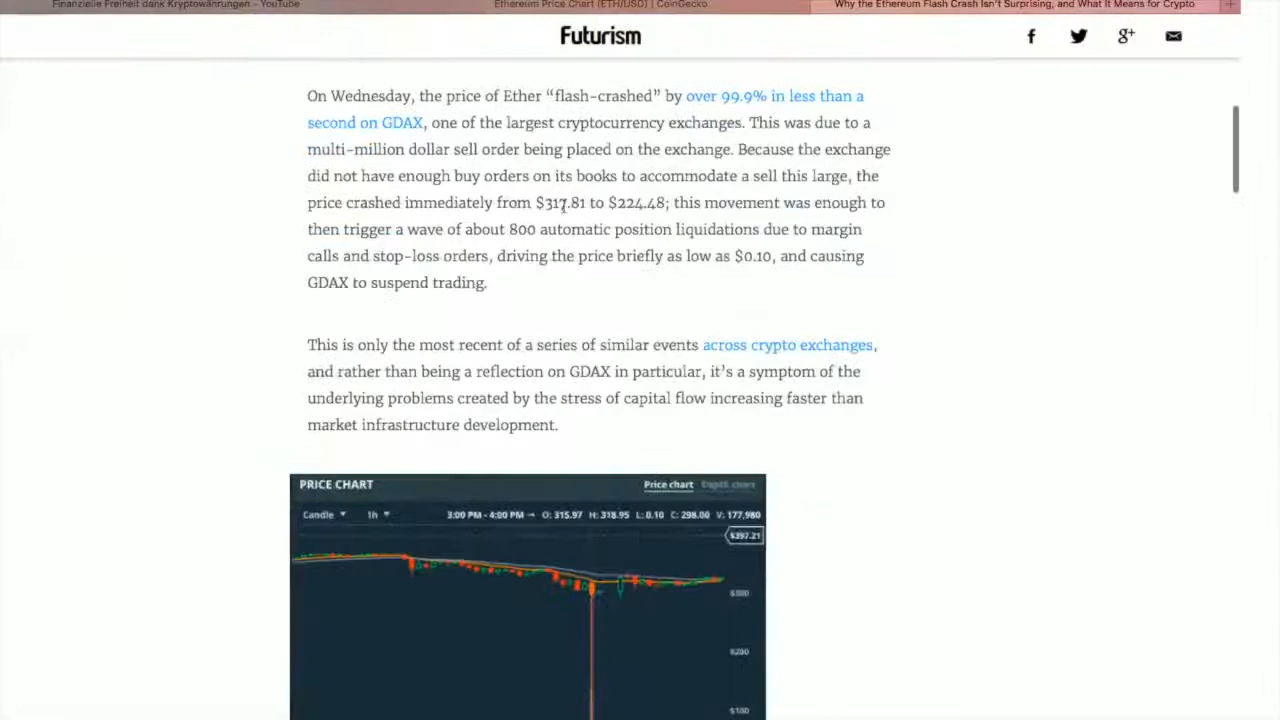 Finanzielle Freiheit dank Kryptowährungen - YouTube
Ethereum Price Chart (ETH/USD) | CoinGecko
Why the Ethereum Flash Crash Isn't Surprising, and What It Means for Crypto
Futurism
On Wednesday, the price of Ether “flash-crashed” by over 99.9% in less than a
second on GDAX, one of the largest cryptocurrency exchanges. This was due to a
multi-million dollar sell order being placed on the exchange. Because the exchange
did not have enough buy orders on its books to accommodate a sell this large, the
price crashed immediately from $317.81 to $224.48; this movement was enough to
then trigger a wave of about 800 automatic position liquidations due to margin
calls and stop-loss orders, driving the price briefly as low as $0.10, and causing
GDAX to suspend trading.
This is only the most recent of a series of similar events across crypto exchanges,
and rather than being a reflection on GDAX in particular, it’s a symptom of the
underlying problems created by the stress of capital flow increasing faster than
market infrastructure development.
PRICE CHART
Price chart Depth chart
Candle 1h 3:00 PM - 4:00 PM → O: 315.97 H: 318.95 L: 0.10 C: 298.00 V: 177,980
$397.21
$300
$200
$100